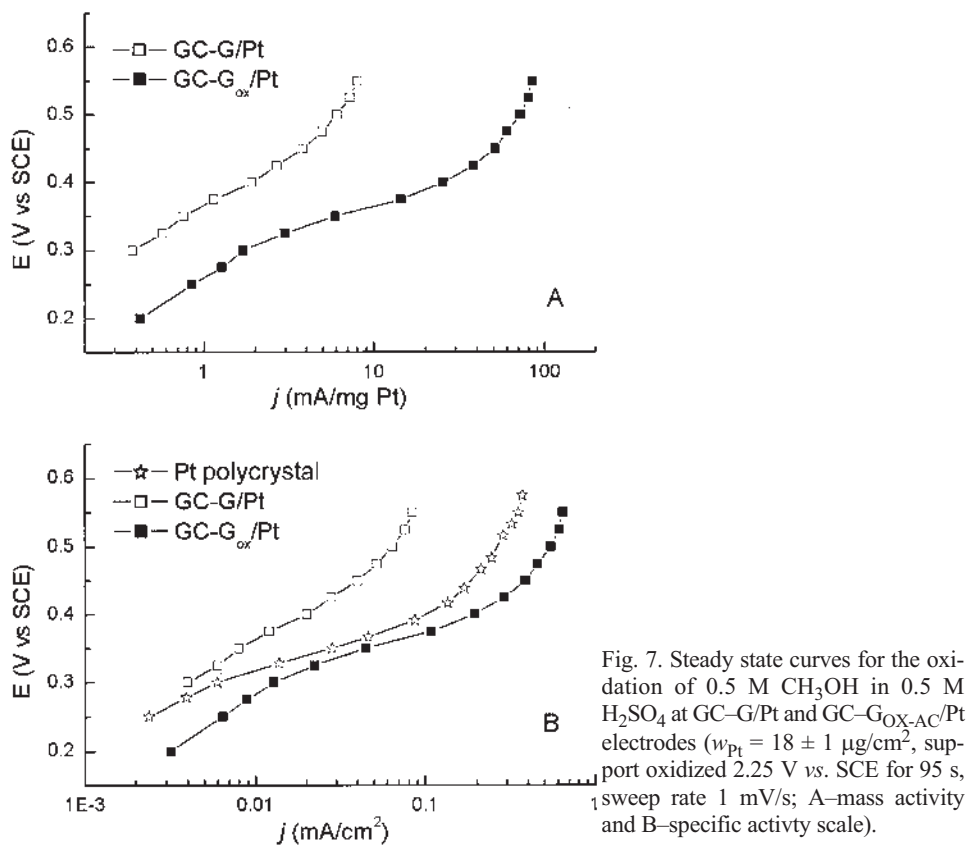 GC-G/Pt
GC-Gox/Pt
0.6
0.5
0.4
0.3
0.2
E (V vs SCE)
A
1
10
100
j (mA/mg Pt)
Pt polycrystal
GC-G/Pt
GC-Gox/Pt
0.6
0.5
0.4
0.3
0.2
E (V vs SCE)
B
1E-3
0.01
0.1
1
j (mA/cm2)
Fig. 7. Steady state curves for the oxi-
dation of 0.5 M CH3OH in 0.5 M
H2SO4 at GC–G/Pt and GC–GOX-AC/Pt
electrodes (wPt = 18 ± 1 μg/cm2, sup-
port oxidized 2.25 V vs. SCE for 95 s,
sweep rate 1 mV/s; A–mass activity
and B–specific activty scale).